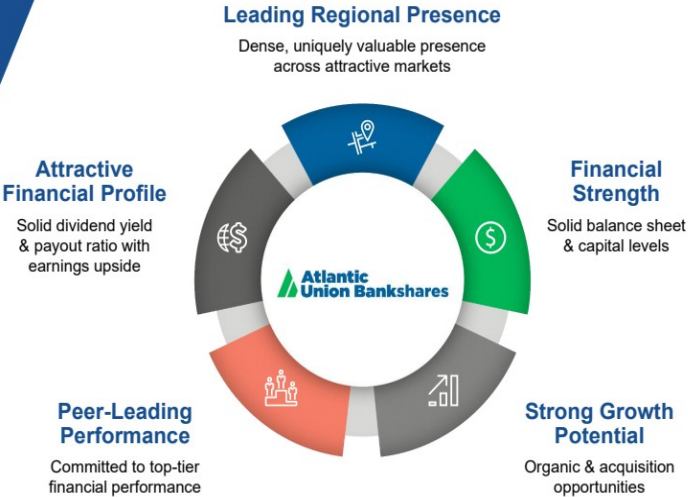 Leading Regional Presence
Dense, uniquely valuable presence
across attractive markets
Attractive
Financial Profile
Solid dividend yield
& payout ratio with
earnings upside
Financial
Strength
Solid balance sheet
& capital levels
$
$
Atlantic
Union Bankshares
Peer-Leading
Performance
Committed to top-tier
financial performance
Strong Growth
Potential
Organic & acquisition
opportunities